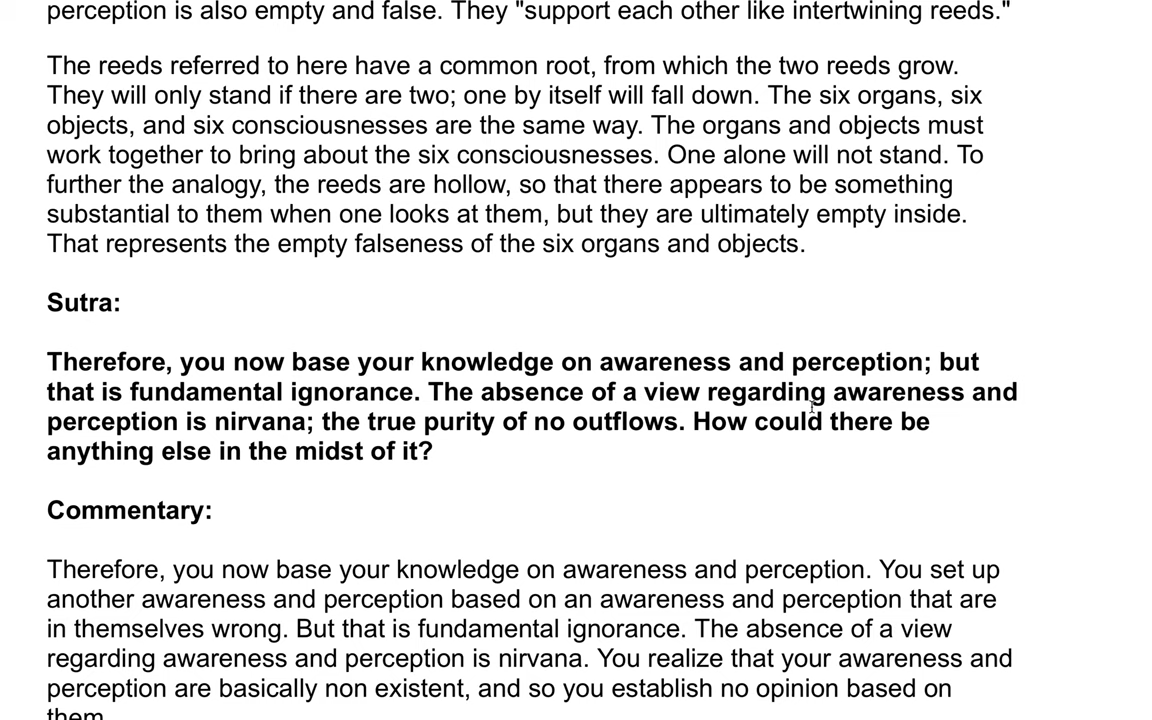 perception is also empty and false. They "support each other like intertwining reeds."
The reeds referred to here have a common root, from which the two reeds grow.
They will only stand if there are two; one by itself will fall down. The six organs, six
objects, and six consciousnesses are the same way. The organs and objects must
work together to bring about the six consciousnesses. One alone will not stand. To
further the analogy, the reeds are hollow, so that there appears to be something
substantial to them when one looks at them, but they are ultimately empty inside.
That represents the empty falseness of the six organs and objects.
Sutra:
Therefore, you now base your knowledge on awareness and perception; but
that is fundamental ignorance. The absence of a view regarding awareness and
perception is nirvana; the true purity of no outflows. How could there be
anything else in the midst of it?
Commentary:
Therefore, you now base your knowledge on awareness and perception. You set up
another awareness and perception based on an awareness and perception that are
in themselves wrong. But that is fundamental ignorance. The absence of a view
regarding awareness and perception is nirvana. You realize that your awareness and
perception are basically non existent, and so you establish no opinion based on
them.